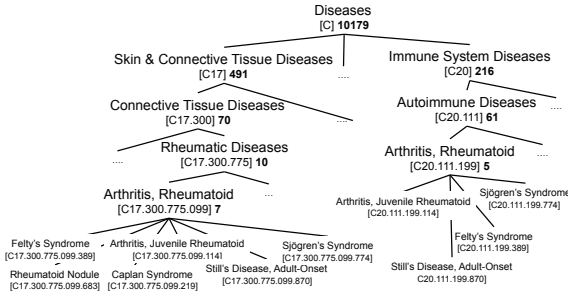 Diseases
[C] 10179
Skin & Connective Tissue Diseases
[C17] 491
....
Immune System Diseases
[C20] 216
Connective Tissue Diseases
[C17.300] 70
....
Autoimmune Diseases
[C20.111] 61
....
....
Rheumatic Diseases
[C17.300.775] 10
Arthritis, Rheumatoid
[C20.111.199] 5
....
Arthritis, Rheumatoid
[C17.300.775.099] 7
....
Arthritis, Juvenile Rheumatoid
[C20.111.199.114]
Sjögren's Syndrome
[C20.111.199.774]
Felty's Syndrome
[C17.300.775.099.389]
Arthritis, Juvenile Rheumatoid
[C17.300.775.099.114]
Sjögren's Syndrome
[C17.300.775.099.774]
Felty's Syndrome
[C20.111.199.389]
Rheumatoid Nodule
[C17.300.775.099.683]
Caplan Syndrome
[C17.300.775.099.219]
Still's Disease, Adult-Onset
[C17.300.775.099.870]
Still's Disease, Adult-Onset
C20.111.199.870]